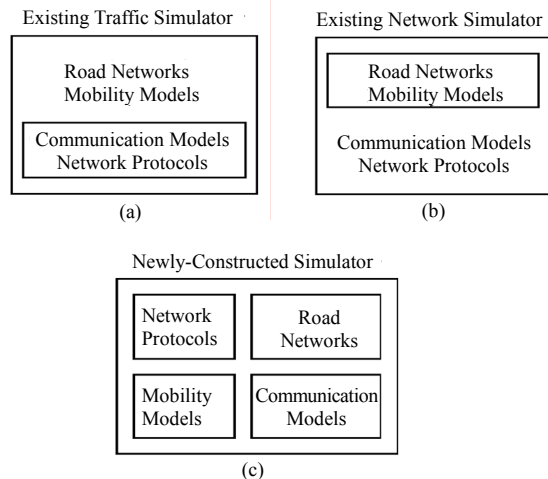 Existing Traffic Simulator
Road Networks
Mobility Models
Communication Models
Network Protocols
(a)
Existing Network Simulator
Road Networks
Mobility Models
Communication Models
Network Protocols
(b)
Newly-Constructed Simulator
Network
Protocols
Road
Networks
Mobility
Models
Communication
Models
(c)